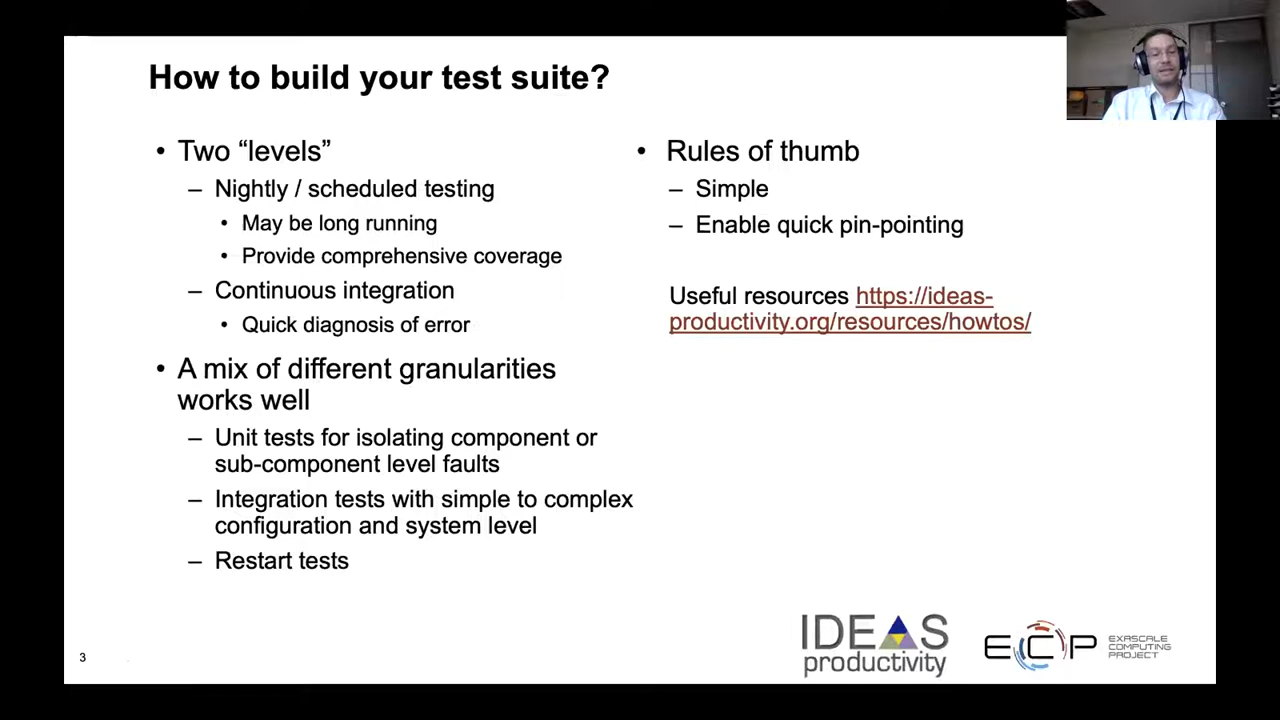 How to build your test suite?
• Two “levels”
– Nightly / scheduled testing
• May be long running
• Provide comprehensive coverage
– Continuous integration
• Quick diagnosis of error
• A mix of different granularities
works well
– Unit tests for isolating component or
sub-component level faults
– Integration tests with simple to complex
configuration and system level
– Restart tests
• Rules of thumb
– Simple
– Enable quick pin-pointing
Useful resources https://ideas-
productivity.org/resources/howtos/
3
IDEAS
productivity
ECP
EXASCALE
COMPUTING
PROJECT